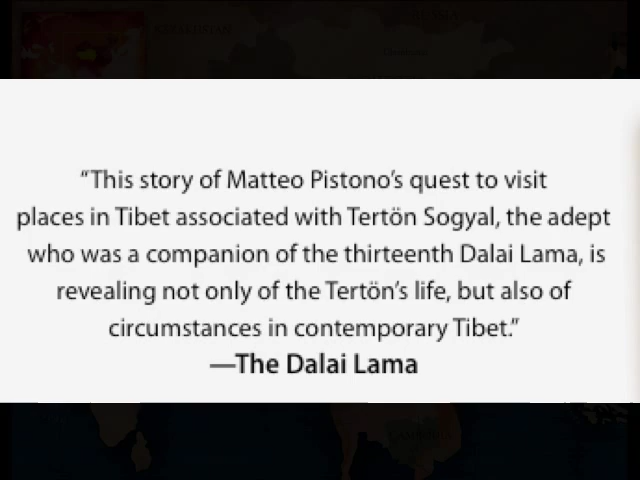 KAZAKHSTAN
“This story of Matteo Pistono’s quest to visit
places in Tibet associated with Tertön Sogyal, the adept
who was a companion of the thirteenth Dalai Lama, is
revealing not only of the Tertön’s life, but also of
circumstances in contemporary Tibet.”
—The Dalai Lama